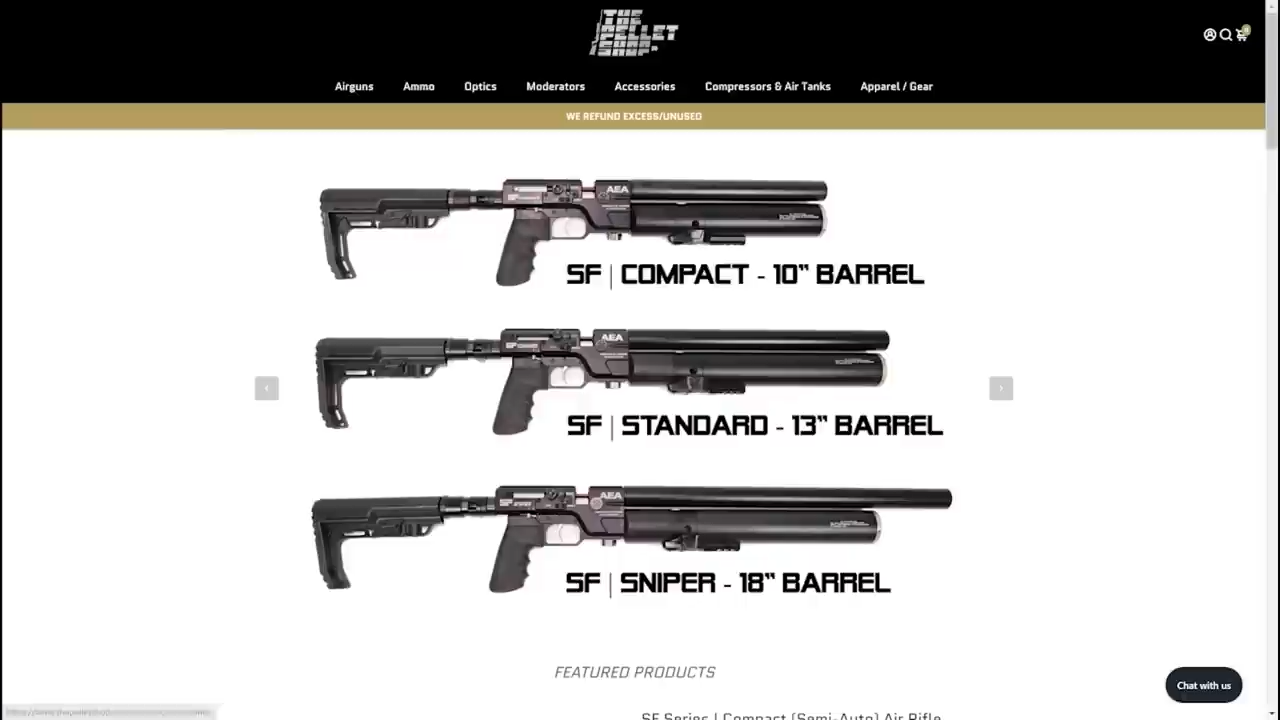 THE
PELLET
SHOP
Airguns
Ammo
Optics
Moderators
Accessories
Compressors & Air Tanks
Apparel / Gear
WE REFUND EXCESS/UNUSED
AEA
SF | COMPACT - 10" BARREL
AEA
SF | STANDARD - 13" BARREL
AEA
SF | SNIPER - 18" BARREL
FEATURED PRODUCTS
Chat with us
SF Series | Compact (Semi-Auto) Air Rifle